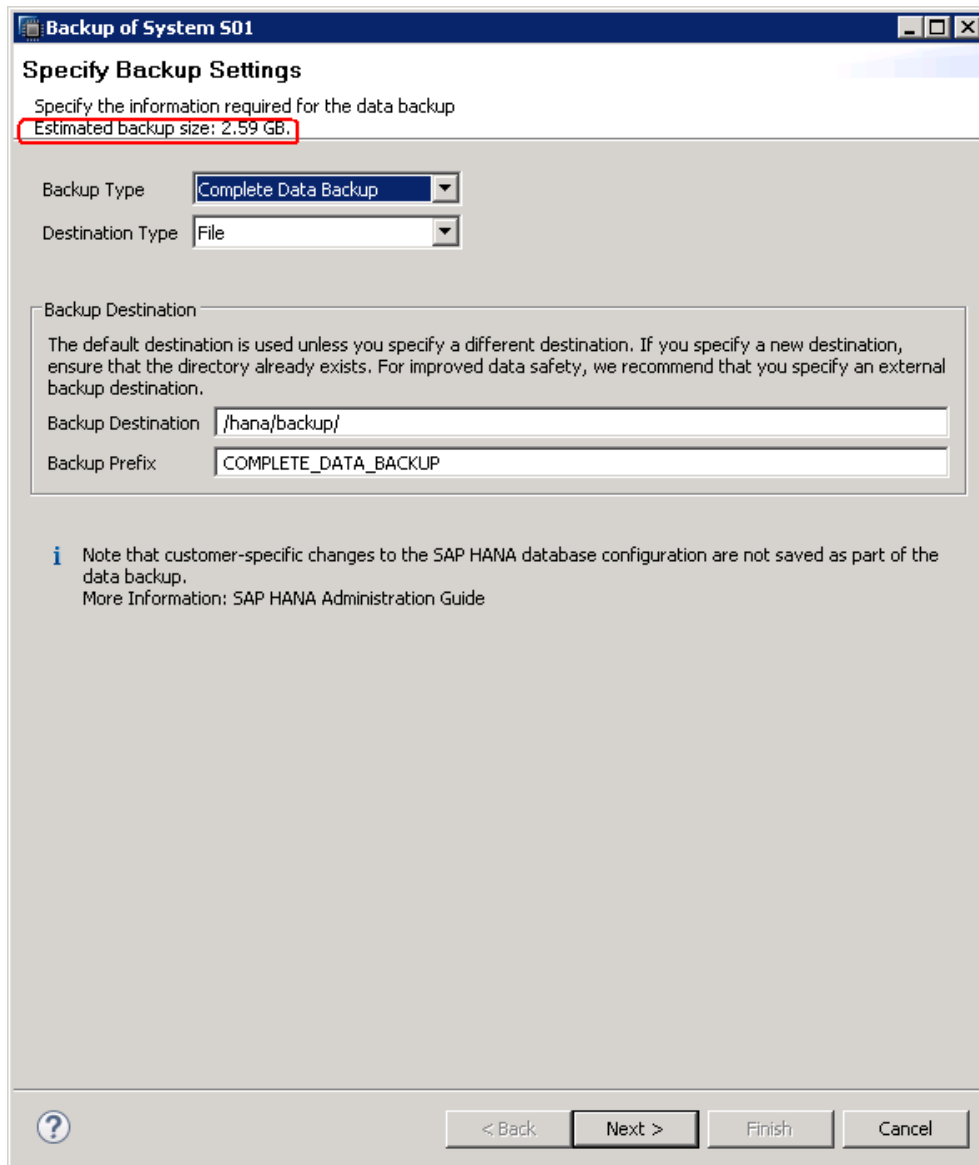 Backup of System S01
Specify Backup Settings
Specify the information required for the data backup
Estimated backup size: 2.59 GB.
Backup Type Complete Data Backup
Destination Type File
Backup Destination
The default destination is used unless you specify a different destination. If you specify a new destination,
ensure that the directory already exists. For improved data safety, we recommend that you specify an external
backup destination.
Backup Destination /hana/backup/
Backup Prefix COMPLETE_DATA_BACKUP
i Note that customer-specific changes to the SAP HANA database configuration are not saved as part of the
data backup.
More Information: SAP HANA Administration Guide
? < Back Next > Finish Cancel